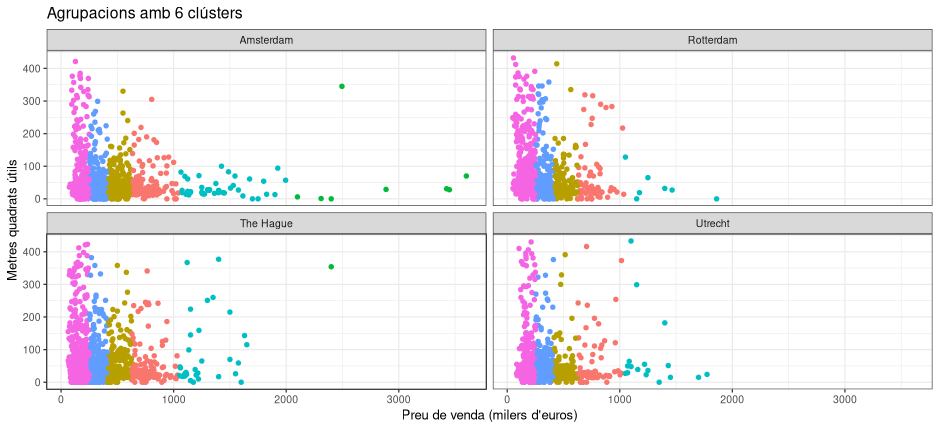 Agrupacions amb 6 clústers
Amsterdam
Rotterdam
400
300
200
100
0
The Hague
Utrecht
400
300
200
100
0
0 1000 2000 3000
0 1000 2000 3000
Metres quadrats utils
Preu de venda (milers d'euros)